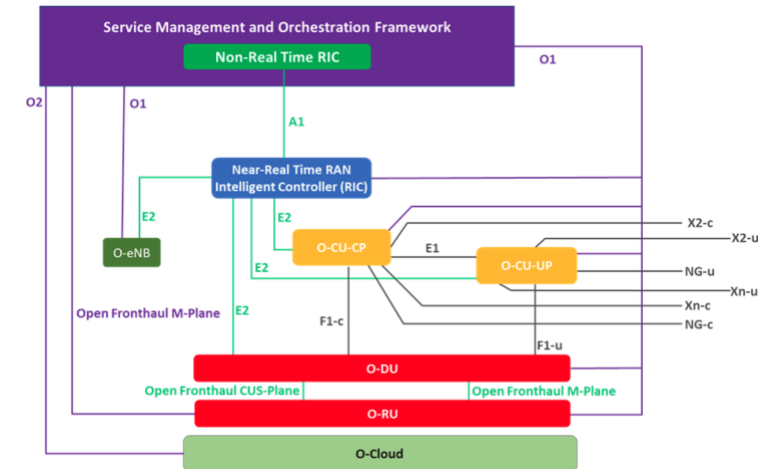 Service Management and Orchestration Framework
Non-Real Time RIC
O1
O2
O1
A1
Near-Real Time RAN
Intelligent Controller (RIC)
E2
E2
X2-c
O-CU-CP
E1
X2-u
O-eNB
O-CU-UP
E2
NG-u
Xn-u
Open Fronthaul M-Plane
E2
Xn-c
F1-c
NG-c
F1-u
O-DU
Open Fronthaul CUS-Plane
Open Fronthaul M-Plane
O-RU
O-Cloud